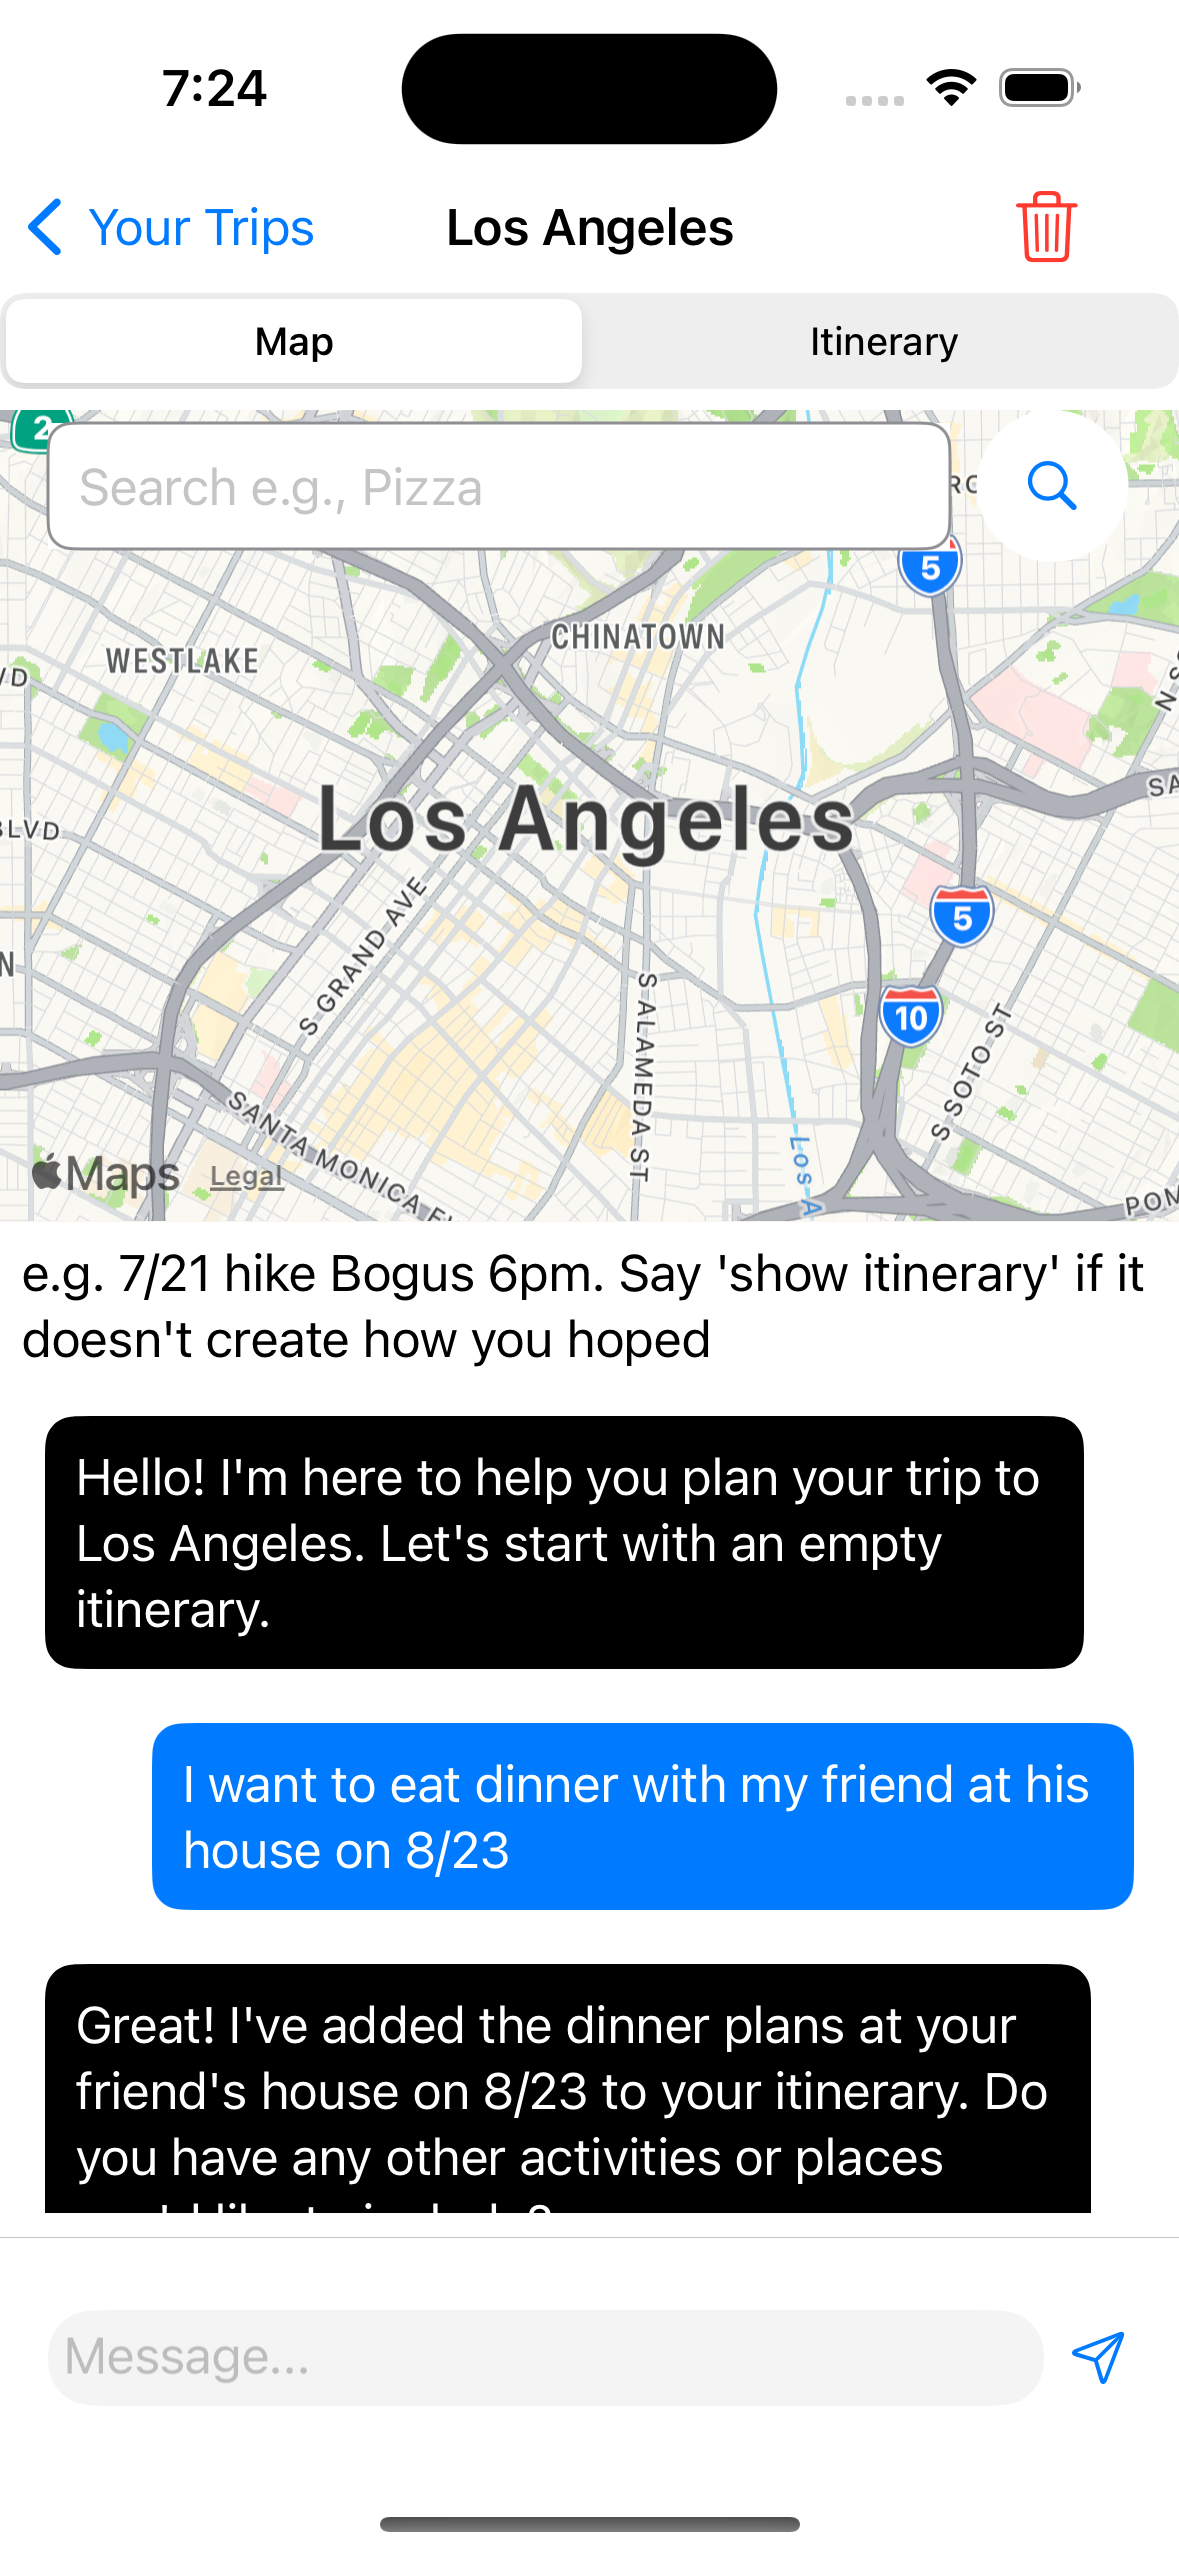 7:24
Your Trips
Los Angeles
Map
Itinerary
2
Search e.g., Pizza
5
WESTLAKE
CHINATOWN
Los Angeles
BLVD
S GRAND AVE
5
10
S ALAMEDA ST
S SOTO ST
SANTA MONICA
Los A
Maps Legal
e.g. 7/21 hike Bogus 6pm. Say 'show itinerary' if it
doesn't create how you hoped
Hello! I'm here to help you plan your trip to
Los Angeles. Let's start with an empty
itinerary.
I want to eat dinner with my friend at his
house on 8/23
Great! I've added the dinner plans at your
friend's house on 8/23 to your itinerary. Do
you have any other activities or places
Message...